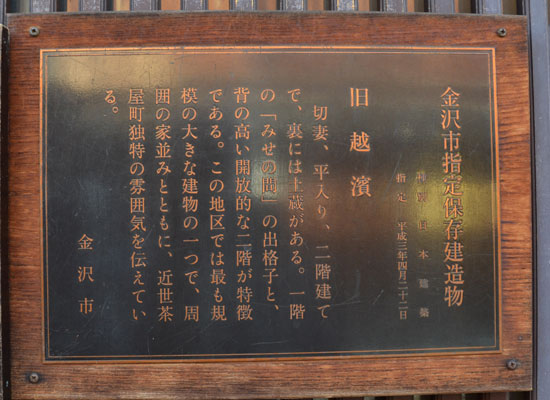 金沢市指定保存建造物
種別 日本建築
指定 平成三年四月二十二日
旧越濱
切妻、平入り、二階建て
で、裏には土蔵がある。一階
の「みせの間」の出格子と、
背の高い開放的な二階が特徴
である。この地区では最も規
模の大きな建物の一つで、周
囲の家並みとともに、近世茶
屋町独特の雰囲気を伝えてい
る。
金沢市